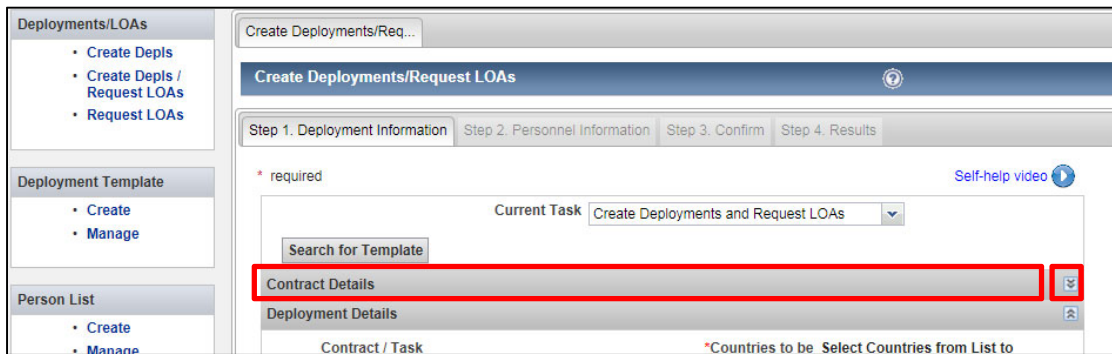 Deployments/LOAs
• Create Depls
• Create Depls /
Request LOAs
• Request LOAs
Deployment Template
• Create
• Manage
Person List
• Create
• Manage
Create Deployments/Req...
Create Deployments/Request LOAs
Step 1. Deployment Information Step 2. Personnel Information Step 3. Confirm Step 4. Results
* required Self-help video
Current Task Create Deployments and Request LOAs
Search for Template
Contract Details
Deployment Details
Contract / Task *Countries to be Select Countries from List to